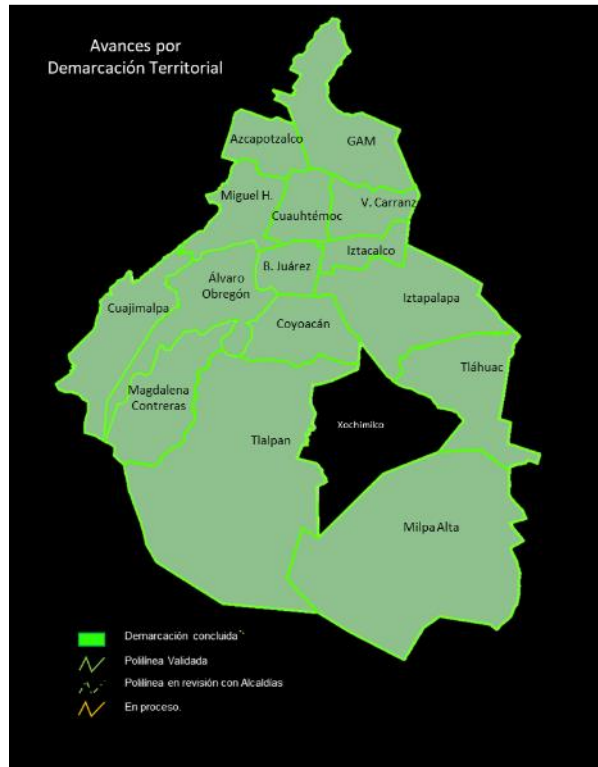 Avances por
Demarcación Territorial
Azcapotzalco
GAM
Miguel H.
V. Carranz
Cuauhtémoc
Iztacalco
B. Juárez
Álvaro
Obregón
Cuajimalpa
Iztapalapa
Coyoacán
Tláhuac
Magdalena
Contreras
Xochimilco
Tlalpan
Milpa Alta
Demarcación concluida
Polilínea Validada
Polilínea en revisión con Alcaldías
En proceso.